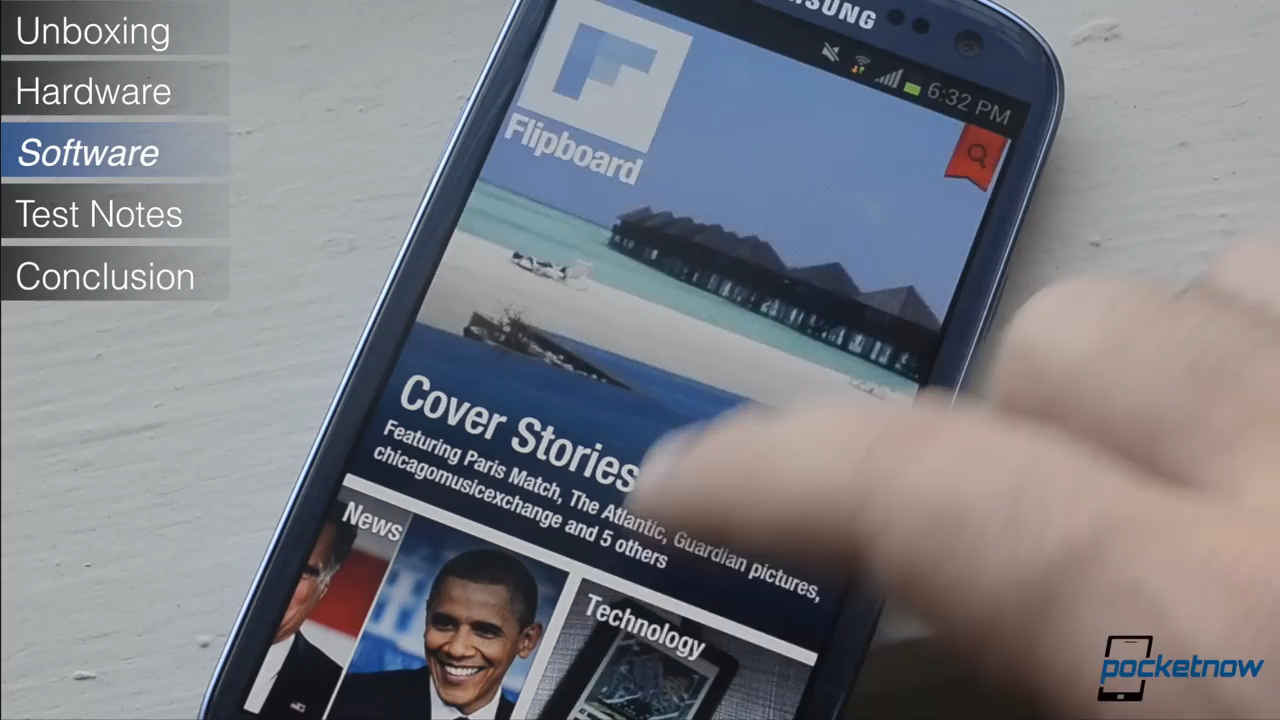 Unboxing
Hardware
Software
Test Notes
Conclusion
SUNG
6:32 PM
Flipboard
Cover Stories
Featuring Paris Match, The Atlantic, Guardian pictures,
chicagomusicexchange and 5 others
News
Technology
pocketnow